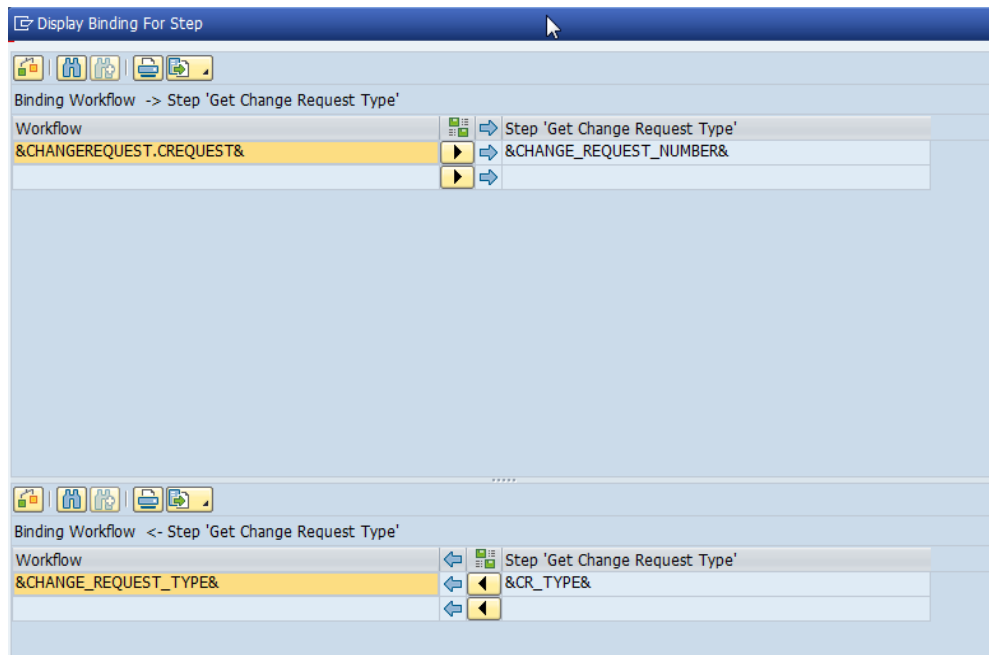 Display Binding For Step
Binding Workflow -> Step 'Get Change Request Type'
Workflow Step 'Get Change Request Type'
&CHANGEREQUEST.CREQUEST& &CHANGE_REQUEST_NUMBER&
Binding Workflow <- Step 'Get Change Request Type'
Workflow Step 'Get Change Request Type'
&CHANGE_REQUEST_TYPE& &CR_TYPE&